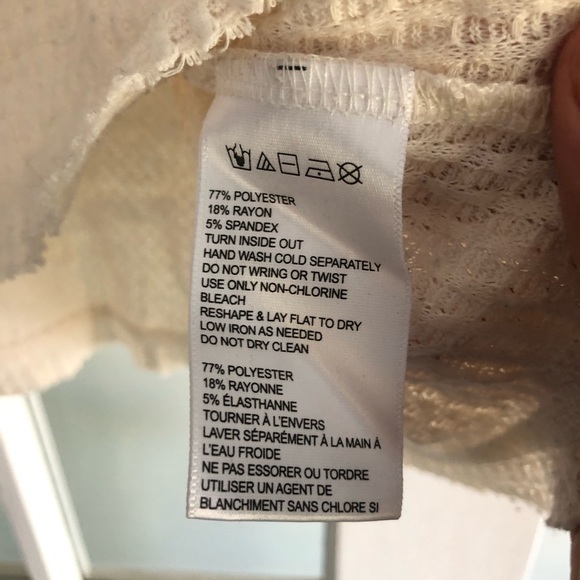 77% POLYESTER
18% RAYON
5% SPANDEX
TURN INSIDE OUT
HAND WASH COLD SEPARATELY
DO NOT WRING OR TWIST
USE ONLY NON-CHLORINE
BLEACH
RESHAPE & LAY FLAT TO DRY
LOW IRON AS NEEDED
DO NOT DRY CLEAN
77% POLYESTER
18% RAYONNE
5% ÉLASTHANNE
TOURNER À L'ENVERS
LAVER SÉPARÉMENT À LA MAIN À
L'EAU FROIDE
NE PAS ESSORER OU TORDRE
UTILISER UN AGENT DE
BLANCHIMENT SANS CHLORE SI